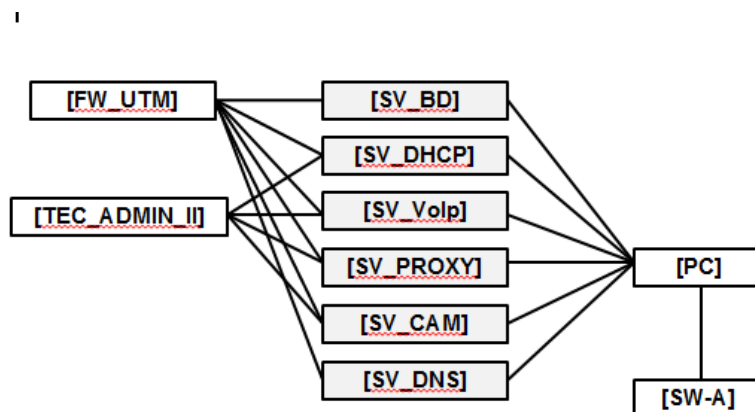 [FW_UTM]
[SV_BD]
[SV_DHCP]
[TEC_ADMIN_II]
[SV_VoIp]
[SV_PROXY]
[PC]
[SV_CAM]
[SV_DNS]
[SW-A]